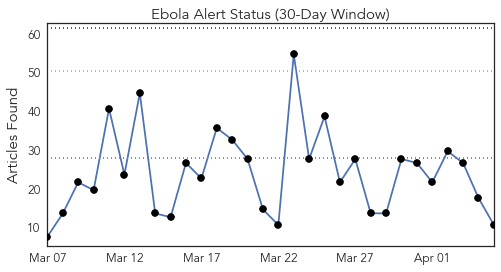 Ebola Alert Status (30-Day Window)
Articles Found
60
50
40
30
20
10
Mar 07 Mar 12 Mar 17 Mar 22 Mar 27 Apr 01